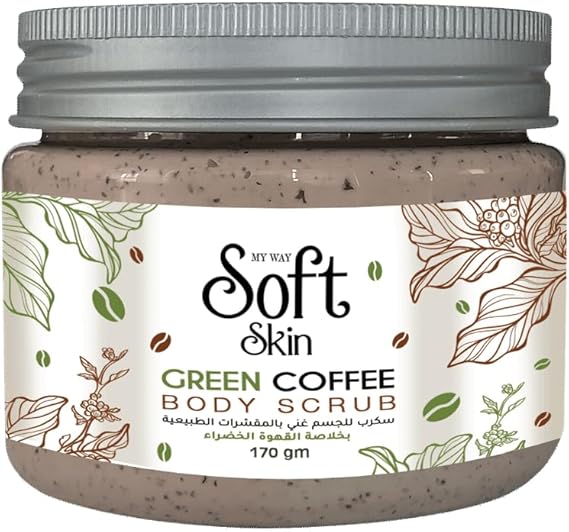 MY WAY
Soft
Skin
GREEN COFFEE
BODY SCRUB
سكرب للجسم غني بالمقشرات الطبيعية
بخلاصة القهوة الخضراء
170 gm